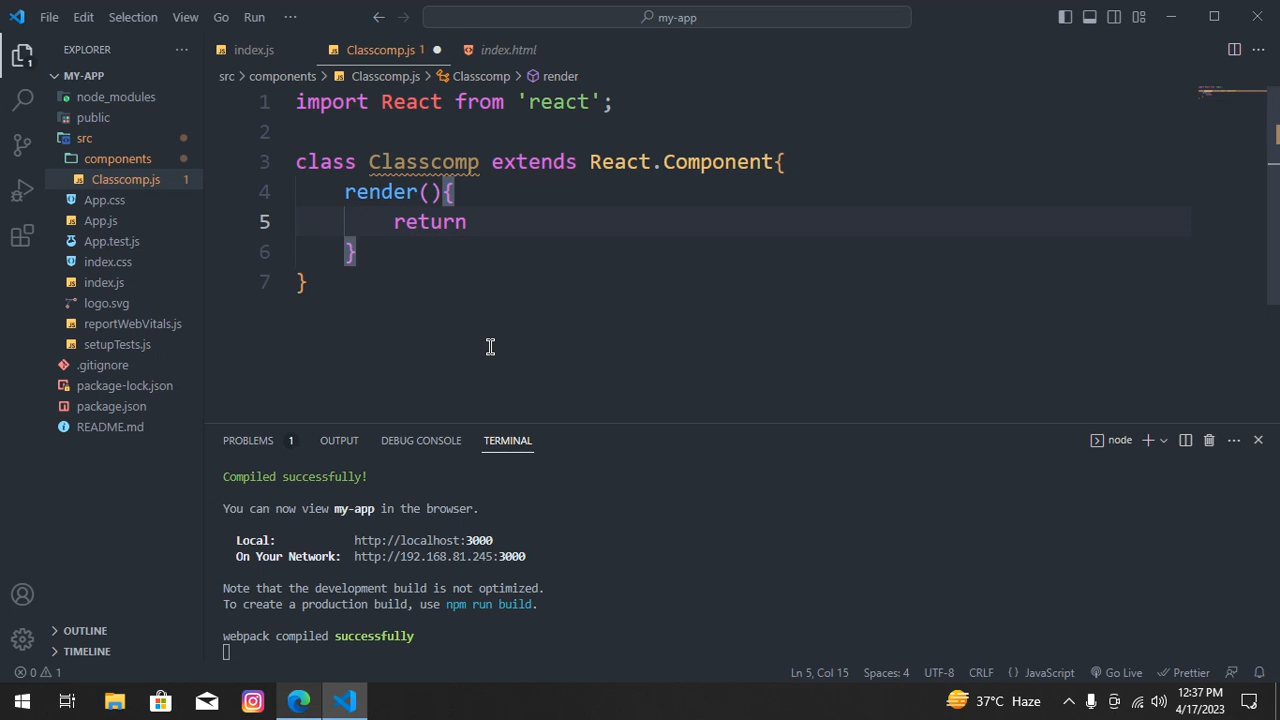 File Edit Selection View Go Run ··· my-app
EXPLORER ···
MY-APP
node_modules
public
src
components
Classcomp.js 1
App.css
App.js
App.test.js
index.css
index.js
logo.svg
reportWebVitals.js
setupTests.js
.gitignore
package-lock.json
package.json
README.md
OUTLINE
TIMELINE
index.js Classcomp.js 1 index.html
src > components > Classcomp.js > Classcomp > render
1 import React from 'react';
2
3 class Classcomp extends React.Component{
4 render(){
5 return
6 }
7 }
PROBLEMS 1 OUTPUT DEBUG CONSOLE TERMINAL node
Compiled successfully!
You can now view my-app in the browser.
Local: http://localhost:3000
On Your Network: http://192.168.81.245:3000
Note that the development build is not optimized.
To create a production build, use npm run build.
webpack compiled successfully
0 1 Ln 5, Col 15 Spaces: 4 UTF-8 CRLF {} JavaScript Go Live Prettier
37°C Haze 12:37 PM
4/17/2023